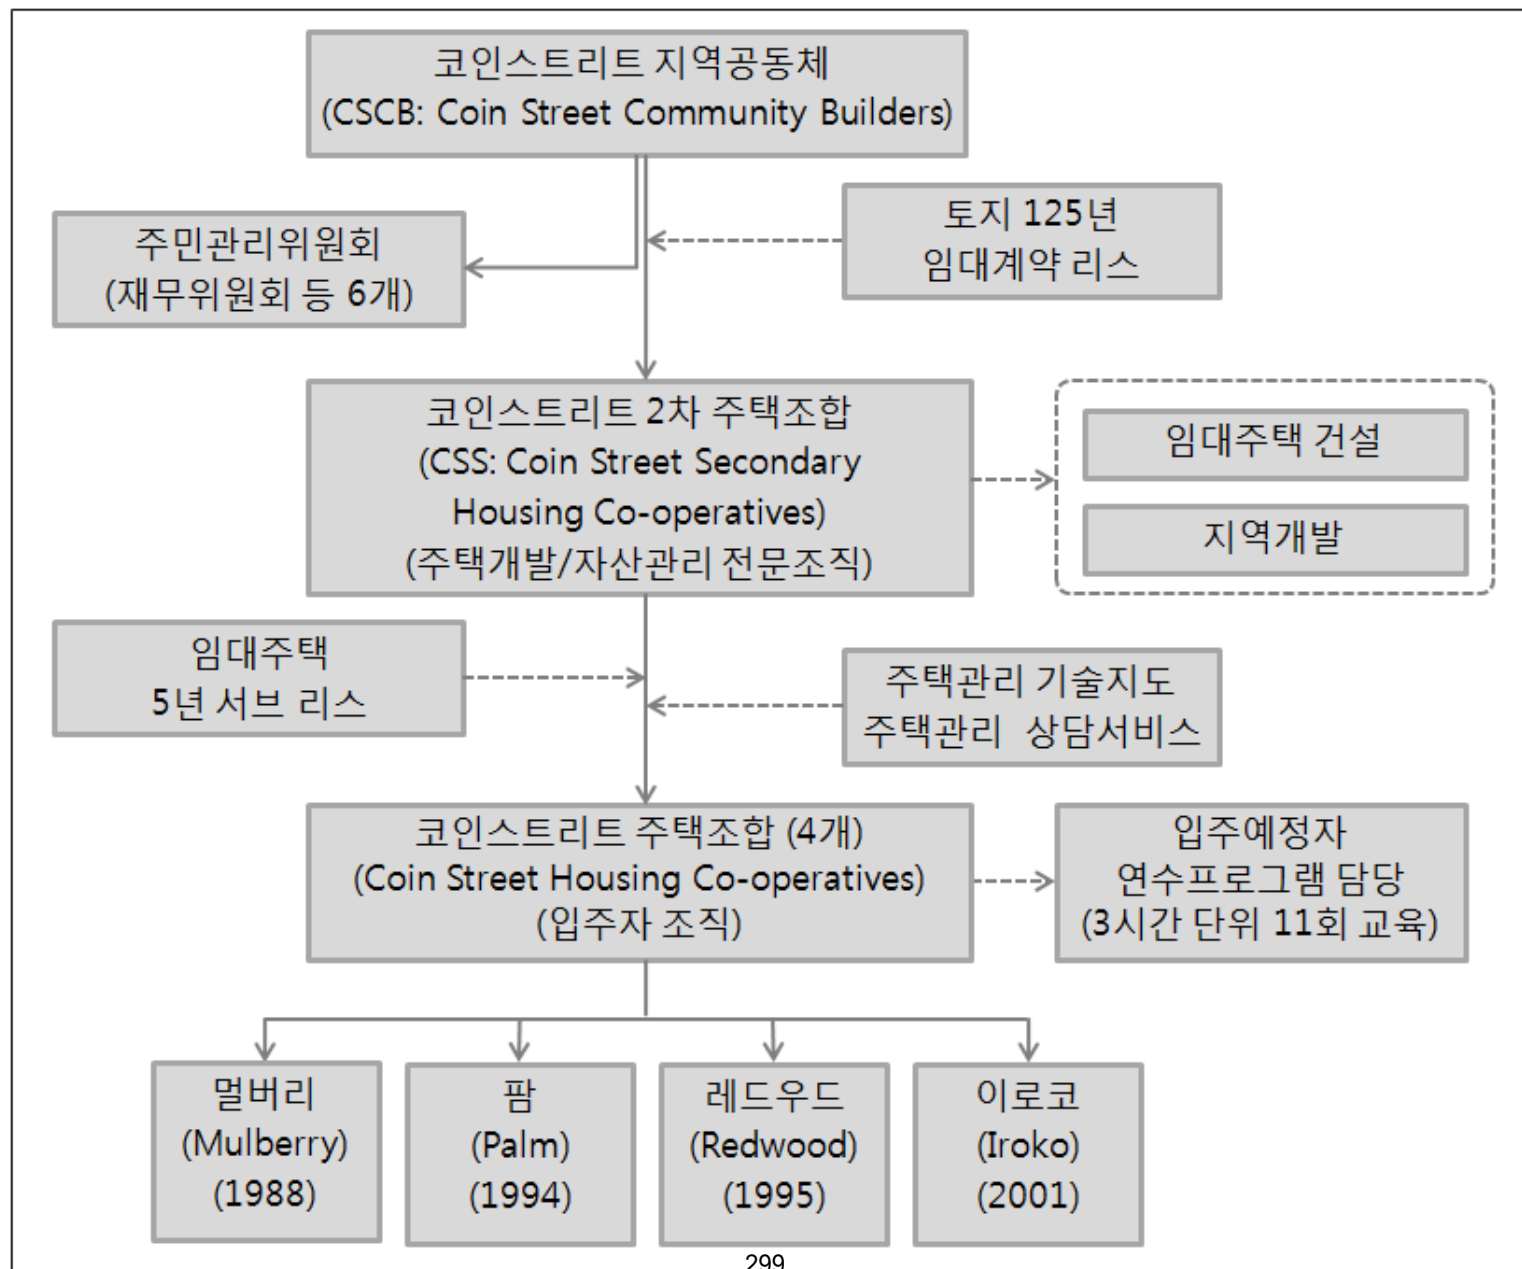 코인스트리트 지역공동체
(CSCB: Coin Street Community Builders)
주민관리위원회
(재무위원회 등 6개)
토지 125년
임대계약 리스
코인스트리트 2차 주택조합
(CSS: Coin Street Secondary
Housing Co-operatives)
(주택개발/자산관리 전문조직)
임대주택 건설
지역개발
임대주택
5년 서브 리스
주택관리 기술지도
주택관리 상담서비스
코인스트리트 주택조합 (4개)
(Coin Street Housing Co-operatives)
(입주자 조직)
입주예정자
연수프로그램 담당
(3시간 단위 11회 교육)
멀버리
(Mulberry)
(1988)
팜
(Palm)
(1994)
레드우드
(Redwood)
(1995)
이로코
(Iroko)
(2001)
299